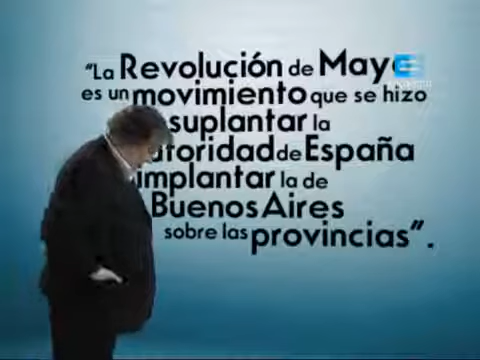 "La Revolución de Mayo
es un movimiento que se hizo
suplantar la
autoridad de España
implantar la de
Buenos Aires
sobre las provincias".